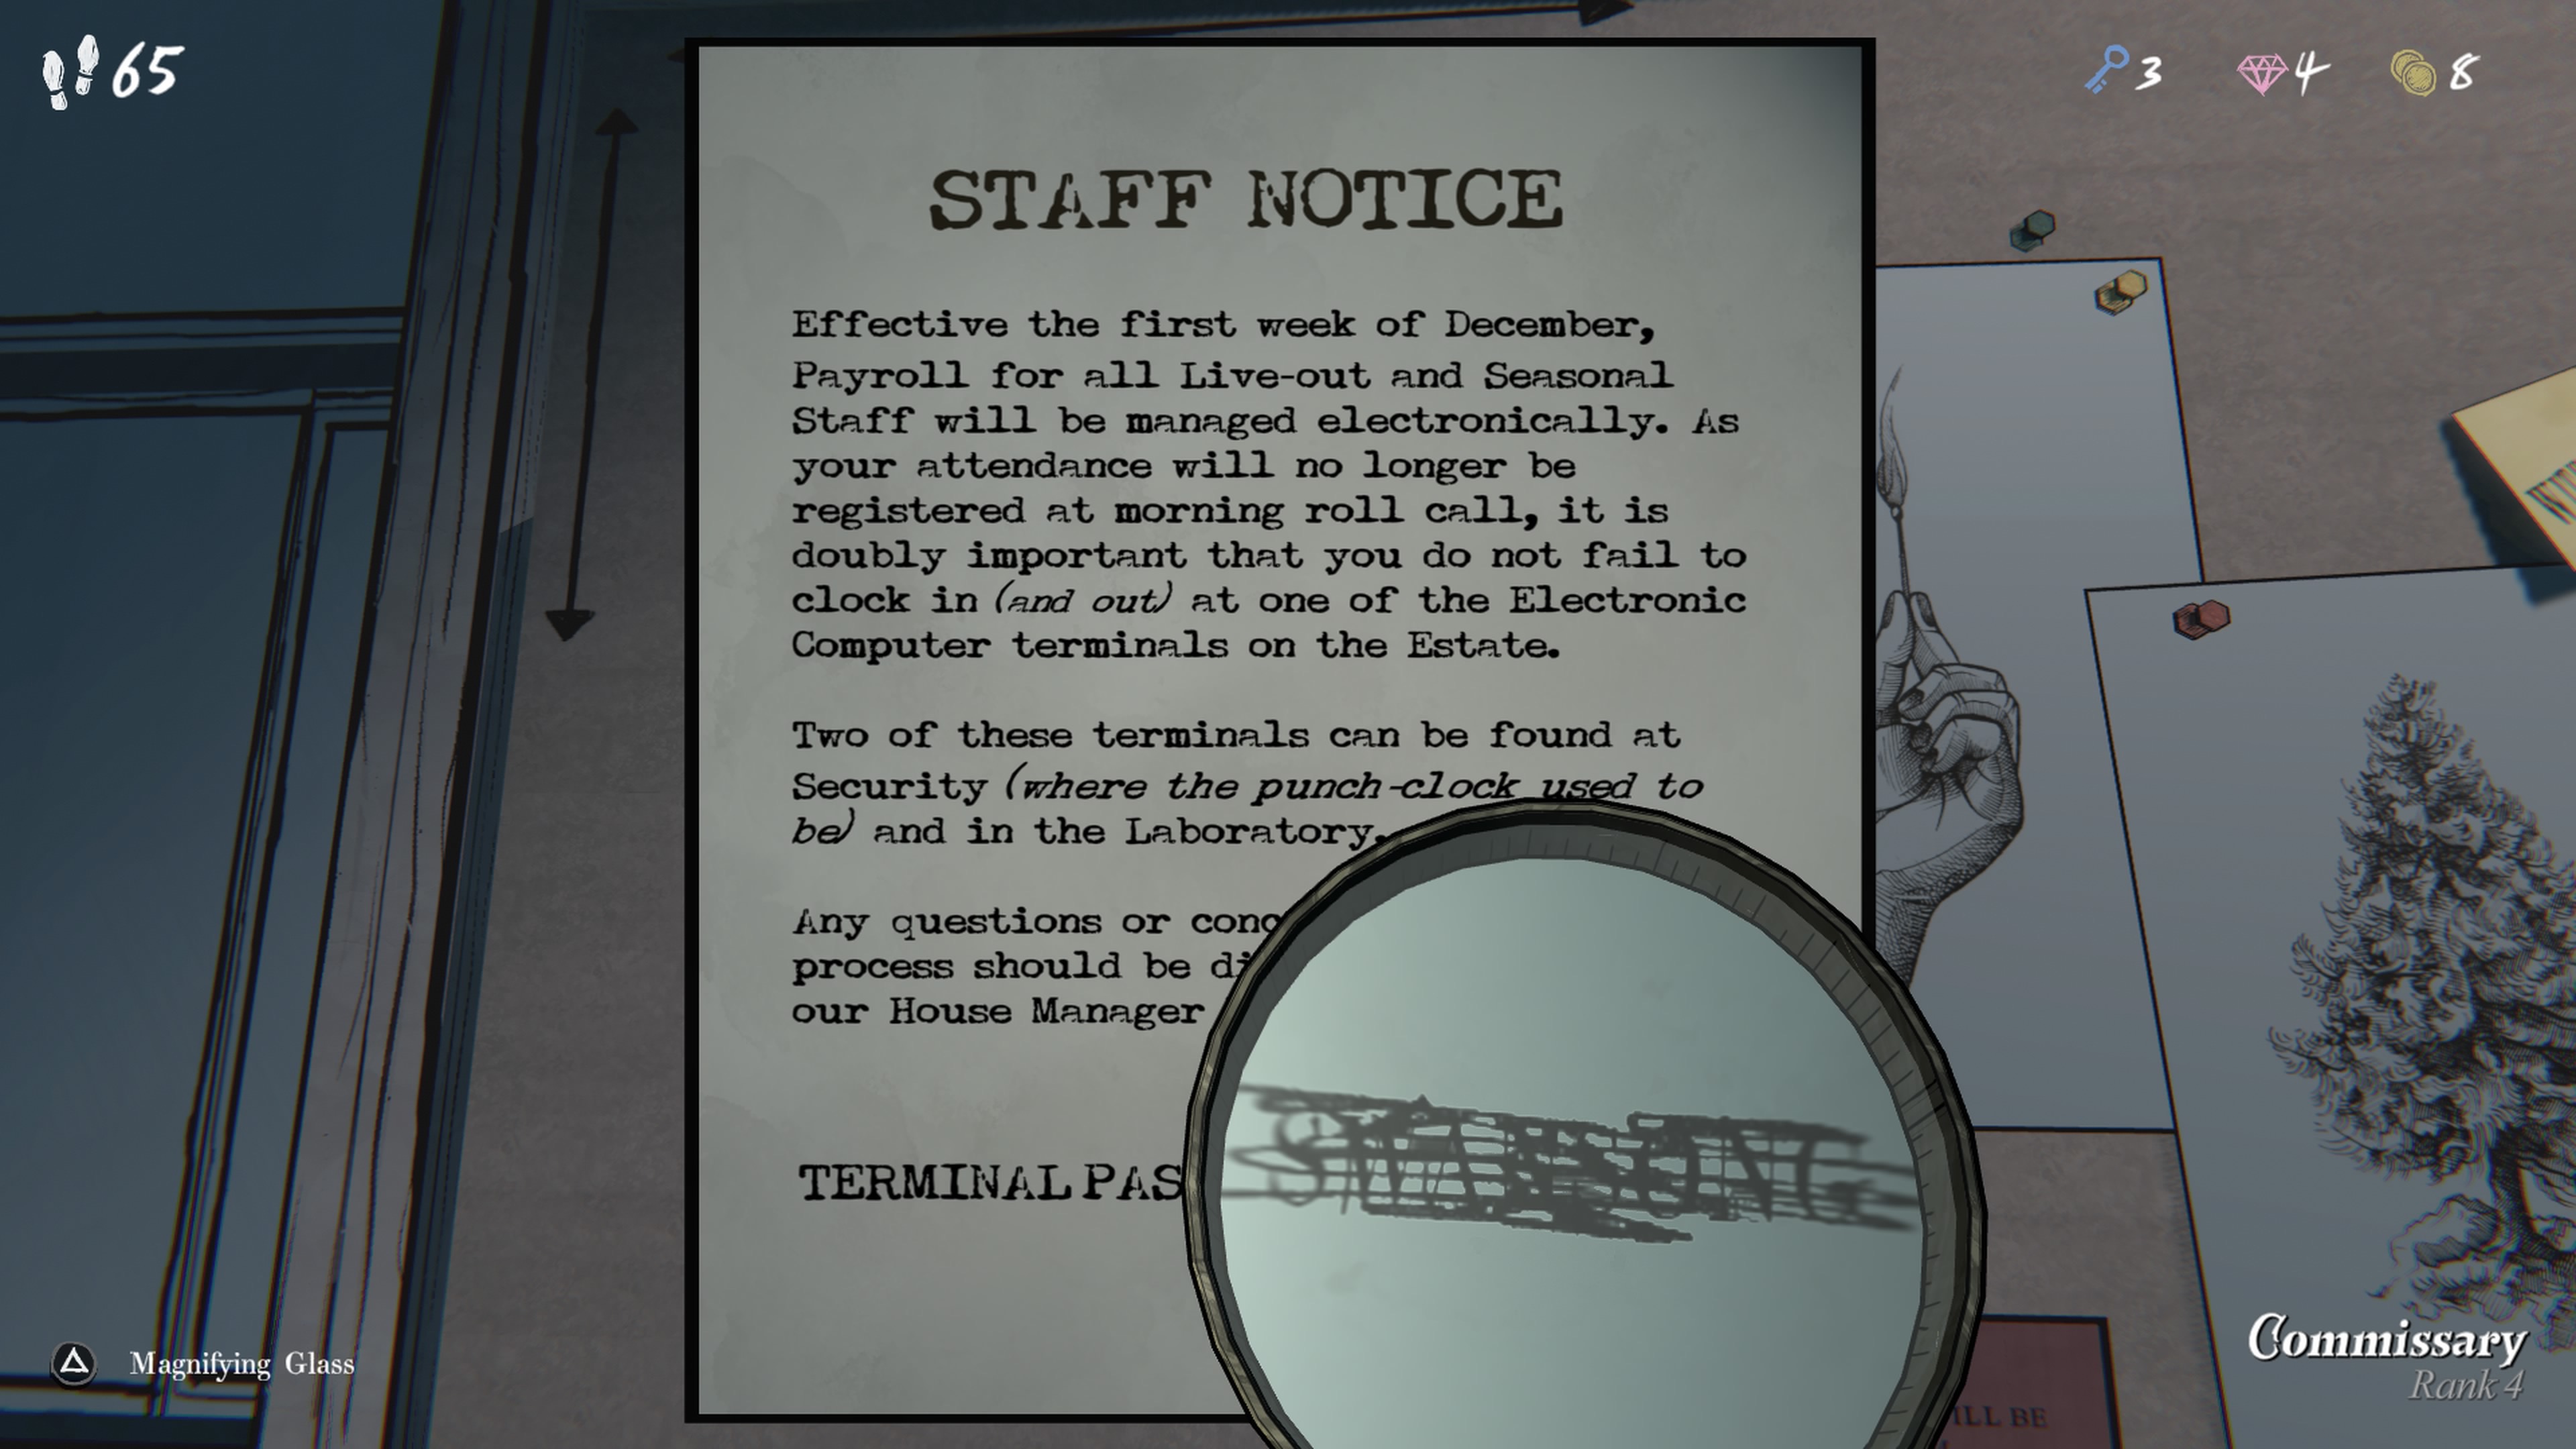 65
3
4
8
STAFF NOTICE
Effective the first week of December,
Payroll for all Live-out and Seasonal
Staff will be managed electronically. As
your attendance will no longer be
registered at morning roll call, it is
doubly important that you do not fail to
clock in (and out) at one of the Electronic
Computer terminals on the Estate.
Two of these terminals can be found at
Security (where the punch-clock used to
be) and in the Laboratory.
Any questions or conc
process should be di
our House Manager
TERMINAL PAS
ILL BE
Magnifying Glass
Commissary
Rank 4